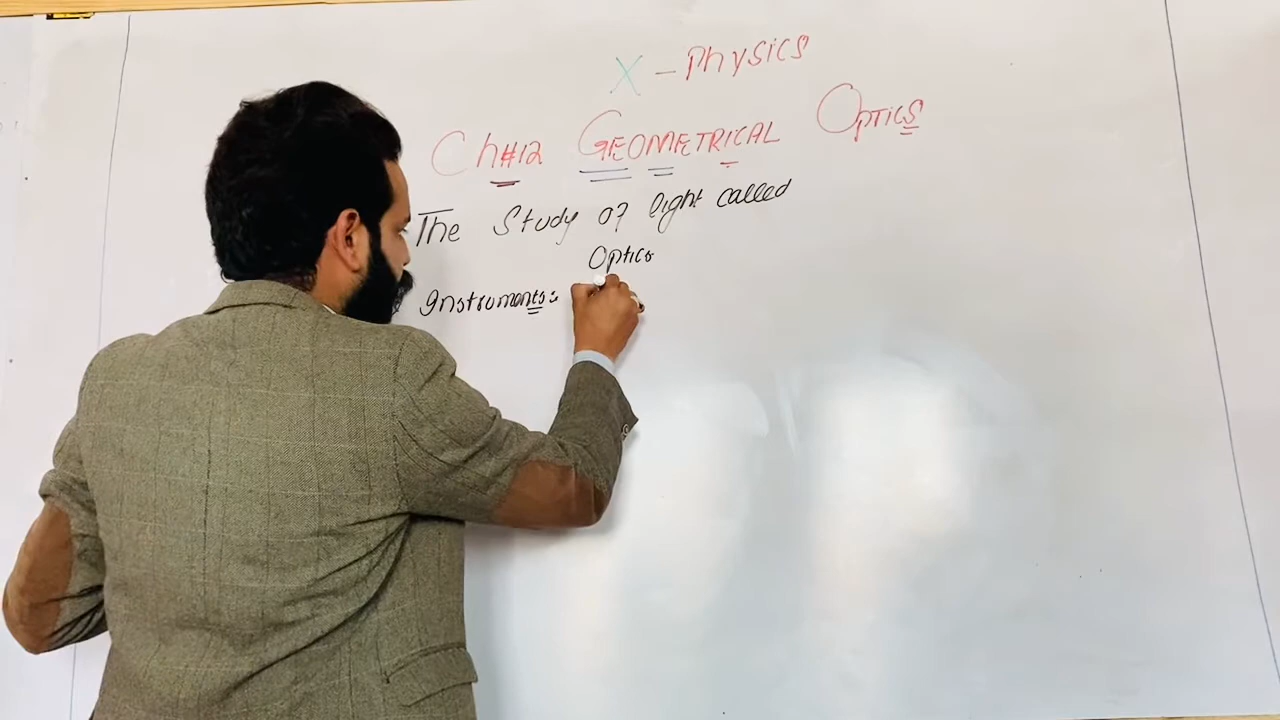 X - Physics
Ch#12 GEOMETRICAL OPTICS
The Study of light called
Optics
Instruments: